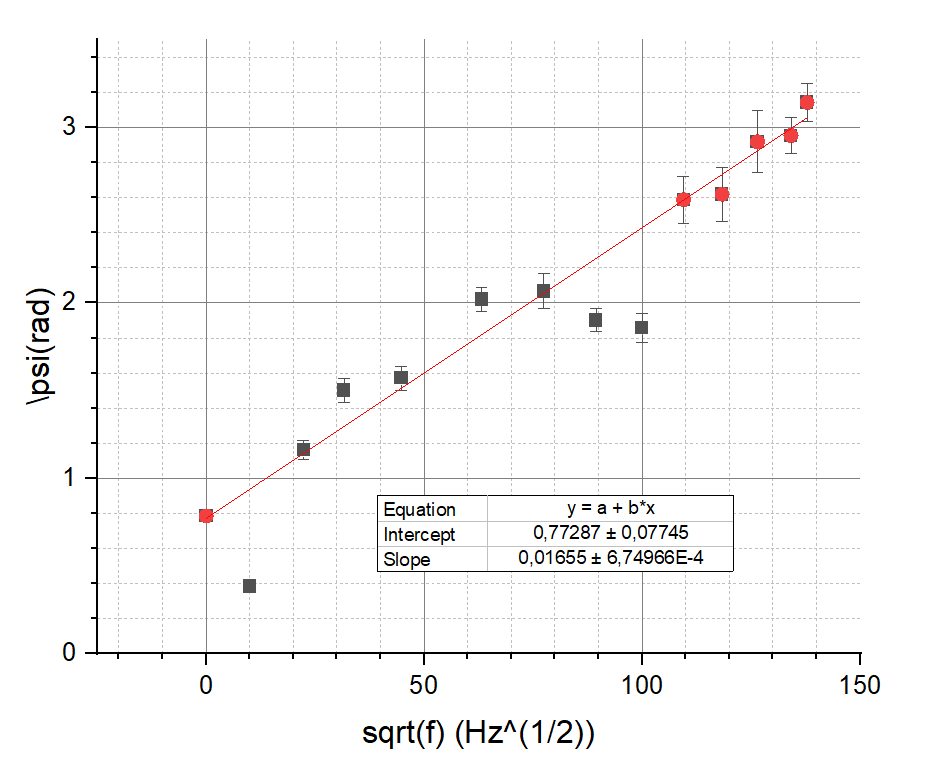 3
2
1
0
\psi(rad)
Equation y = a + b*x
Intercept 0,77287 ± 0,07745
Slope 0,01655 ± 6,74966E-4
0 50 100 150
sqrt(f) (Hz^(1/2))